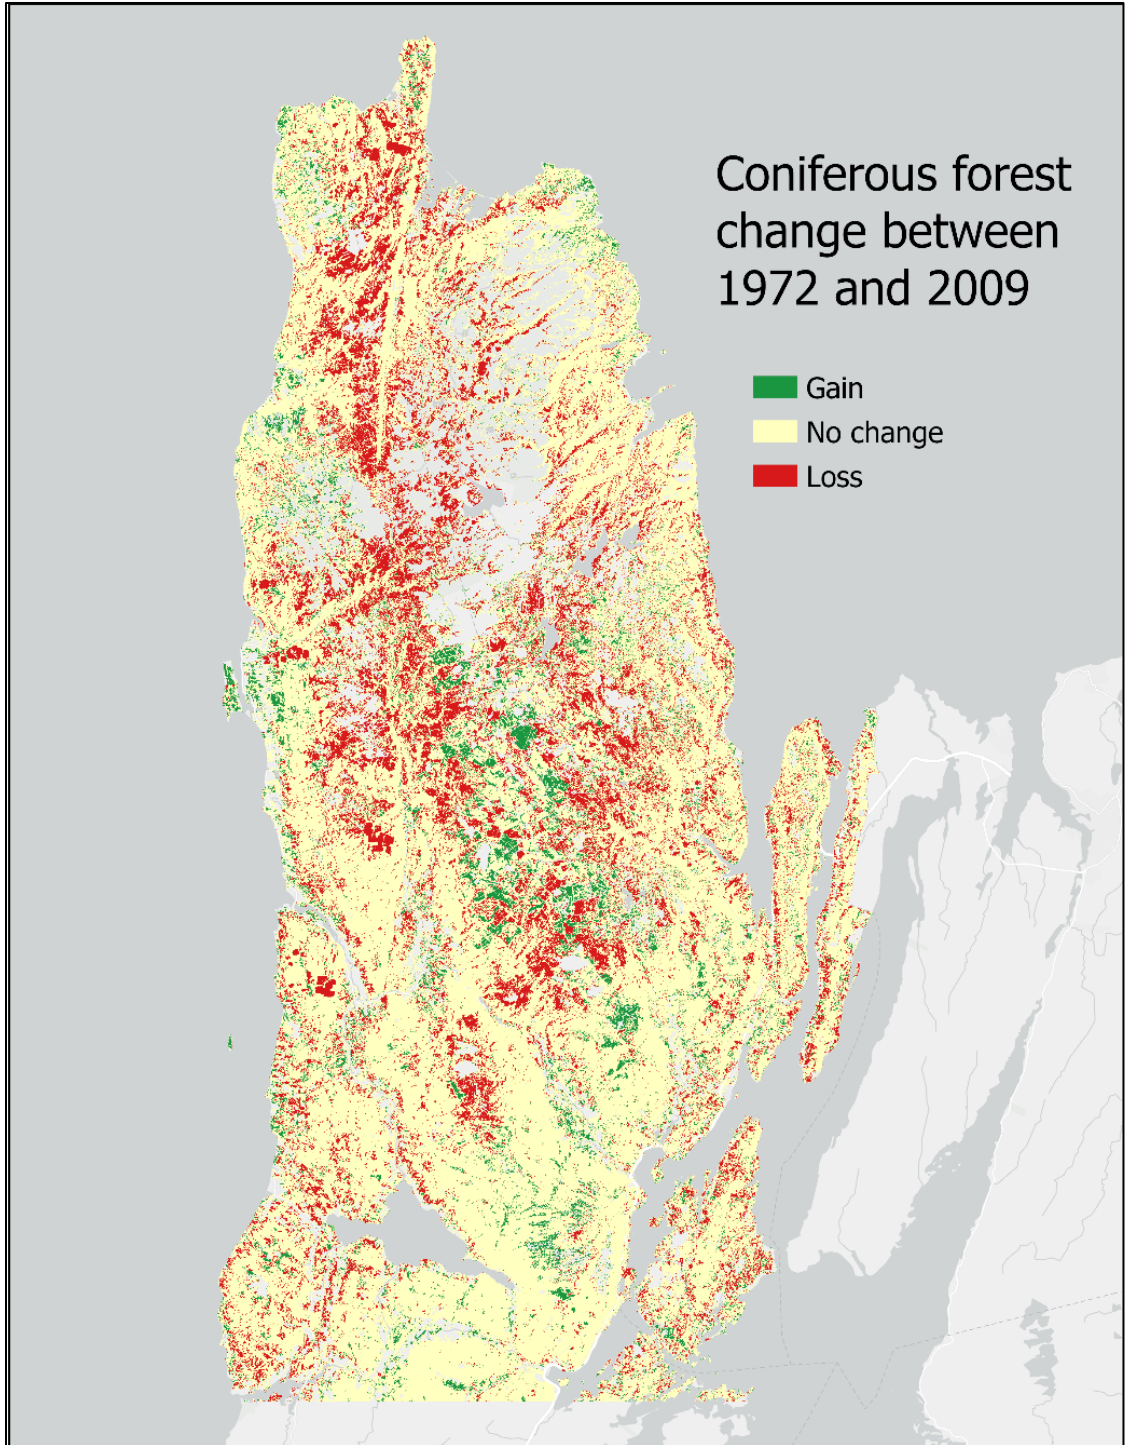 Coniferous forest
change between
1972 and 2009
Gain
No change
Loss